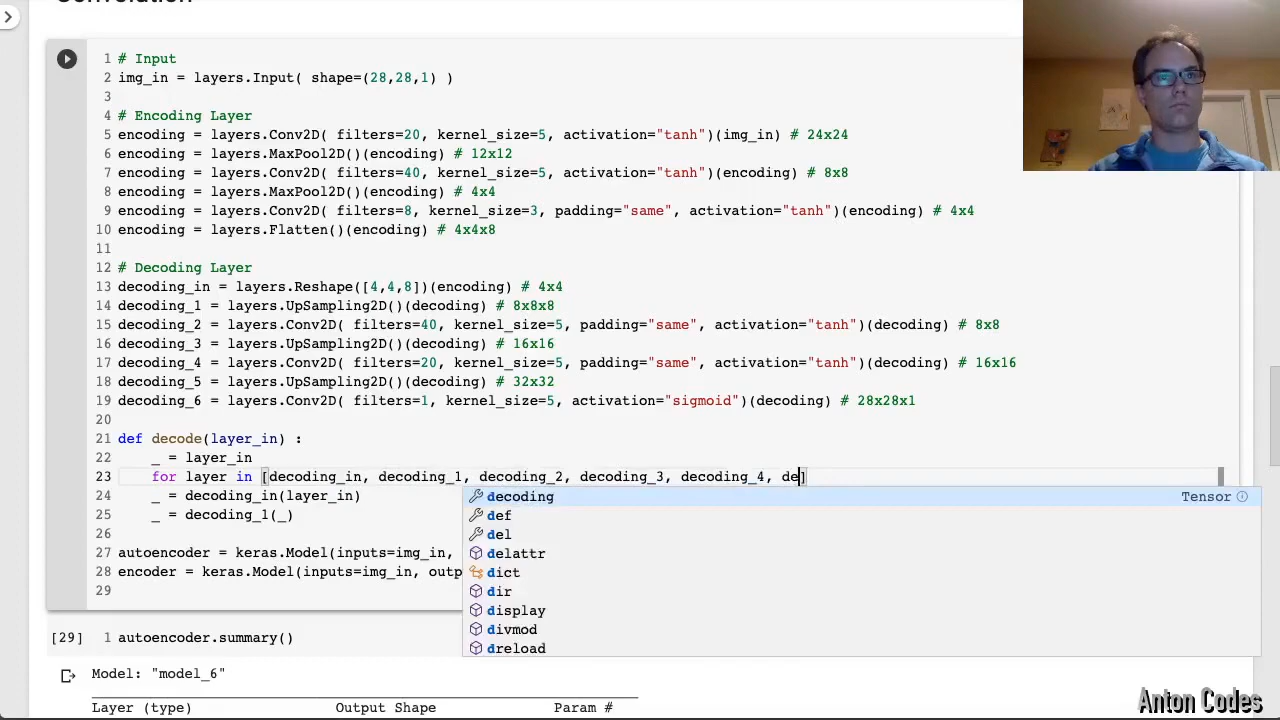 1 # Input
2 img_in = layers.Input( shape=(28,28,1) )
3
4 # Encoding Layer
5 encoding = layers.Conv2D( filters=20, kernel_size=5, activation="tanh")(img_in) # 24x24
6 encoding = layers.MaxPool2D()(encoding) # 12x12
7 encoding = layers.Conv2D( filters=40, kernel_size=5, activation="tanh")(encoding) # 8x8
8 encoding = layers.MaxPool2D()(encoding) # 4x4
9 encoding = layers.Conv2D( filters=8, kernel_size=3, padding="same", activation="tanh")(encoding) # 4x4
10 encoding = layers.Flatten()(encoding) # 4x4x8
11
12 # Decoding Layer
13 decoding_in = layers.Reshape([4,4,8])(encoding) # 4x4
14 decoding_1 = layers.UpSampling2D()(decoding) # 8x8x8
15 decoding_2 = layers.Conv2D( filters=40, kernel_size=5, padding="same", activation="tanh")(decoding) # 8x8
16 decoding_3 = layers.UpSampling2D()(decoding) # 16x16
17 decoding_4 = layers.Conv2D( filters=20, kernel_size=5, padding="same", activation="tanh")(decoding) # 16x16
18 decoding_5 = layers.UpSampling2D()(decoding) # 32x32
19 decoding_6 = layers.Conv2D( filters=1, kernel_size=5, activation="sigmoid")(decoding) # 28x28x1
20
21 def decode(layer_in) :
22 _ = layer_in
23 for layer in [decoding_in, decoding_1, decoding_2, decoding_3, decoding_4, de]
24 _ = decoding_in(layer_in)
25 _ = decoding_1(_)
26
27 autoencoder = keras.Model(inputs=img_in,
28 encoder = keras.Model(inputs=img_in, outp
29
decoding Tensor
def
del
delattr
dict
dir
display
divmod
dreload
[29] 1 autoencoder.summary()
Model: "model_6"
Layer (type) Output Shape Param #
Anton Codes